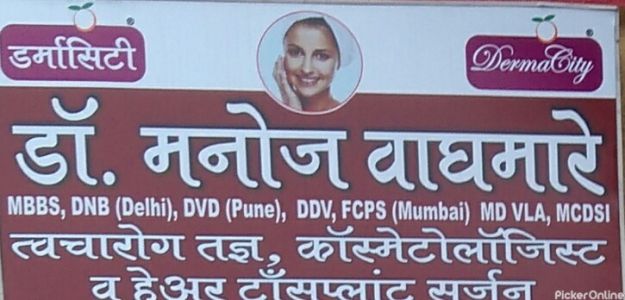 डर्मासिटी
DermaCity
डॉ. मनोज वाघमारे
MBBS, DNB (Delhi), DVD (Pune), DDV, FCPS (Mumbai) MD VLA, MCDSI
त्वचारोग तज्ञ, कॉस्मेटोलॉजिस्ट
व हेअर ट्रॉंसप्लांट सर्जन
PickerOnline